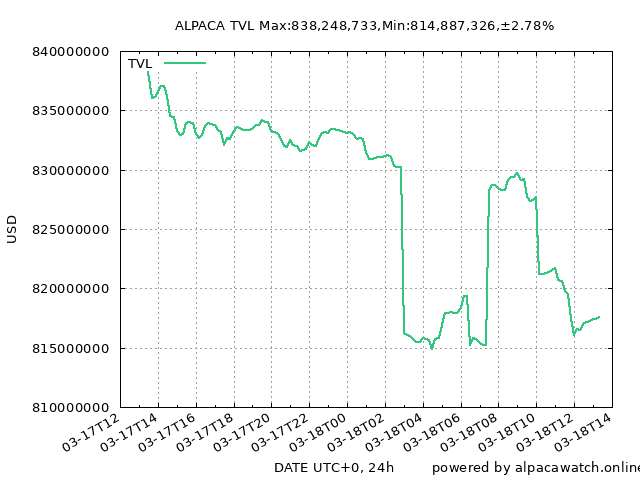 ALPACA TVL Max:838,248,733,Min:814,887,326,±2.78%
840000000
TVL
835000000
830000000
825000000
820000000
815000000
810000000
USD
03-17T12
03-17T14
03-17T16
03-17T18
03-17T20
03-17T22
03-18T00
03-18T02
03-18T04
03-18T06
03-18T08
03-18T10
03-18T12
03-18T14
DATE UTC+0, 24h
powered by alpacawatch.online